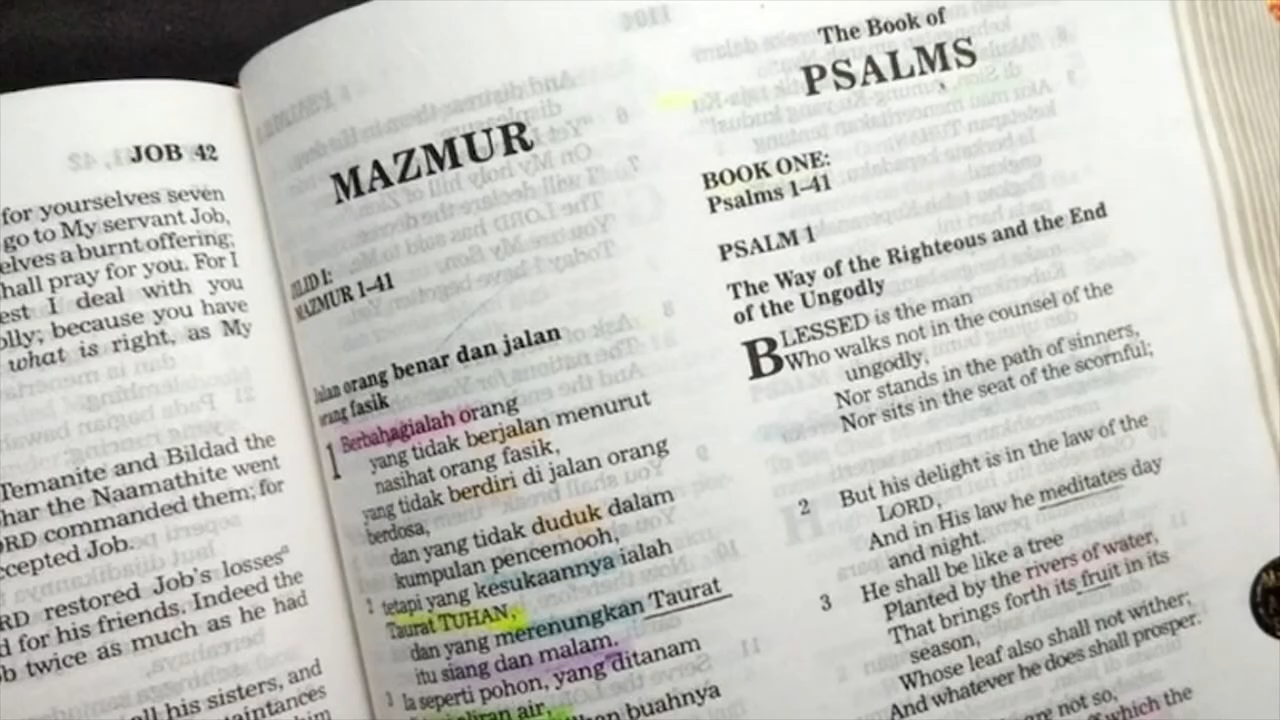 JOB 42
for yourselves seven
go to My servant Job,
a burnt offering;
shall pray for you. For I
I deal with you
because you have
what is right, as My
Temanite and Bildad the
the Naamathite went
commanded them; for
accepted Job.
restored Job's losses
for his friends. Indeed the
twice as much as he had
all his sisters, and
MAZMUR
JILID I:
MAZMUR 1–41
Jalan orang benar dan jalan
orang fasik
1 Berbahagialah orang
yang tidak berjalan menurut
nasihat orang fasik,
yang tidak berdiri di jalan orang
berdosa,
dan yang tidak duduk dalam
kumpulan pencemooh,
tetapi yang kesukaannya ialah
Taurat TUHAN,
dan yang merenungkan Taurat
itu siang dan malam.
Ia seperti pohon, yang ditanam
aliran air,
buahnya
The Book of
PSALMS
BOOK ONE:
Psalms 1–41
PSALM 1
The Way of the Righteous and the End
of the Ungodly
BLESSED is the man
Who walks not in the counsel of the
ungodly,
Nor stands in the path of sinners,
Nor sits in the seat of the scornful;
2 But his delight is in the law of the
LORD,
And in His law he meditates day
and night.
3 He shall be like a tree
Planted by the rivers of water,
That brings forth its fruit in its
season,
Whose leaf also shall not wither;
And whatever he does shall prosper.
are not so,
which the